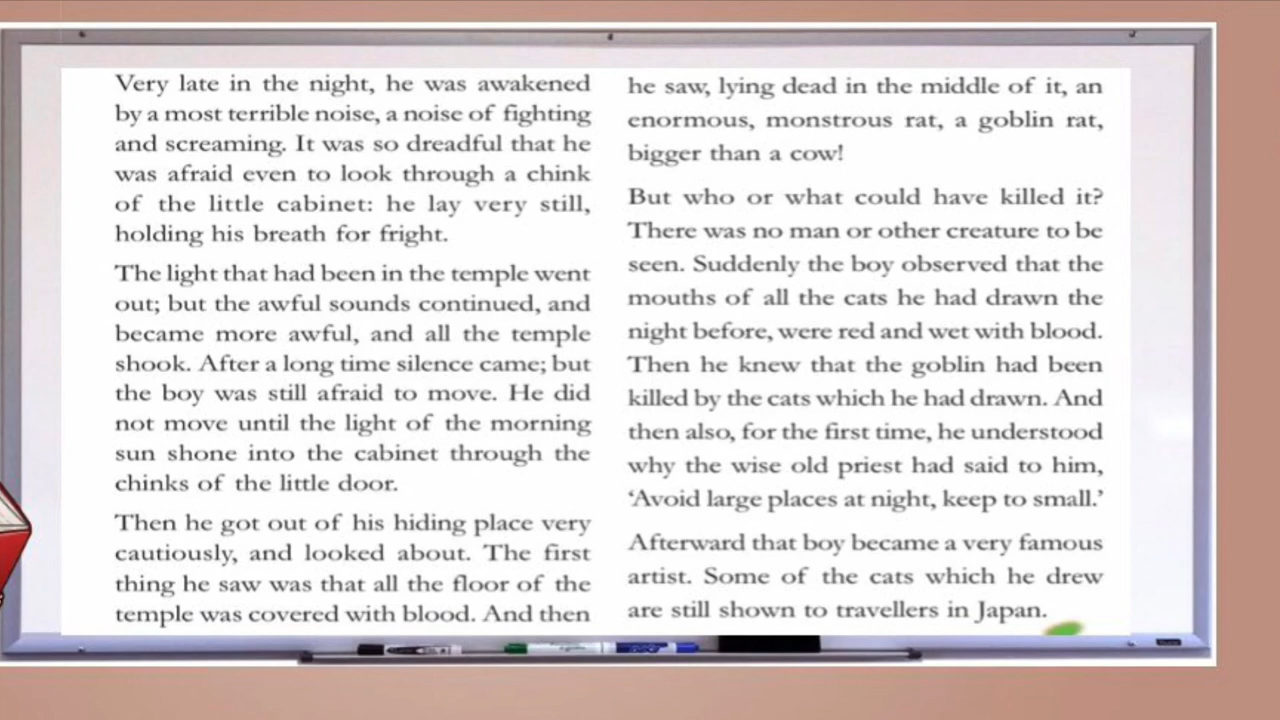 Very late in the night, he was awakened
by a most terrible noise, a noise of fighting
and screaming. It was so dreadful that he
was afraid even to look through a chink
of the little cabinet: he lay very still,
holding his breath for fright.
The light that had been in the temple went
out; but the awful sounds continued, and
became more awful, and all the temple
shook. After a long time silence came; but
the boy was still afraid to move. He did
not move until the light of the morning
sun shone into the cabinet through the
chinks of the little door.
Then he got out of his hiding place very
cautiously, and looked about. The first
thing he saw was that all the floor of the
temple was covered with blood. And then
he saw, lying dead in the middle of it, an
enormous, monstrous rat, a goblin rat,
bigger than a cow!
But who or what could have killed it?
There was no man or other creature to be
seen. Suddenly the boy observed that the
mouths of all the cats he had drawn the
night before, were red and wet with blood.
Then he knew that the goblin had been
killed by the cats which he had drawn. And
then also, for the first time, he understood
why the wise old priest had said to him,
‘Avoid large places at night, keep to small.’
Afterward that boy became a very famous
artist. Some of the cats which he drew
are still shown to travellers in Japan.